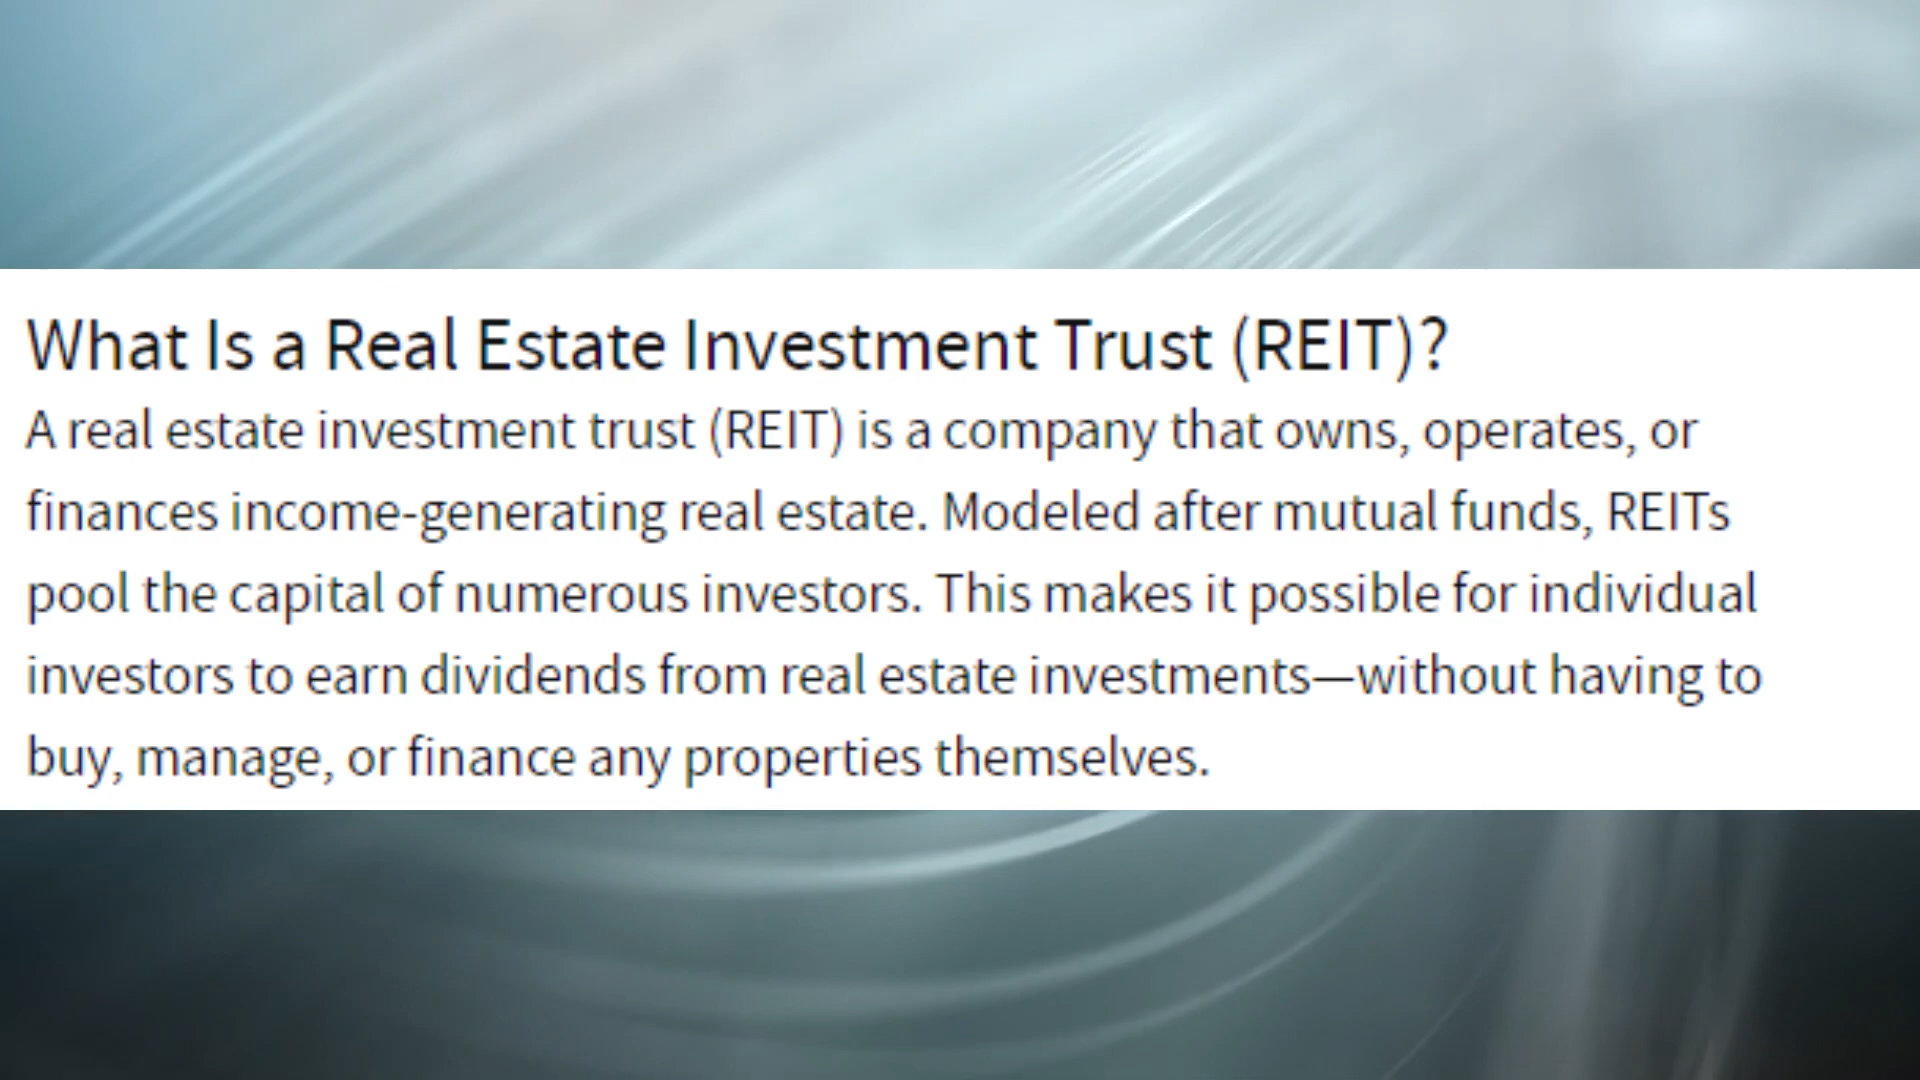 What Is a Real Estate Investment Trust (REIT)?
A real estate investment trust (REIT) is a company that owns, operates, or
finances income-generating real estate. Modeled after mutual funds, REITs
pool the capital of numerous investors. This makes it possible for individual
investors to earn dividends from real estate investments—without having to
buy, manage, or finance any properties themselves.